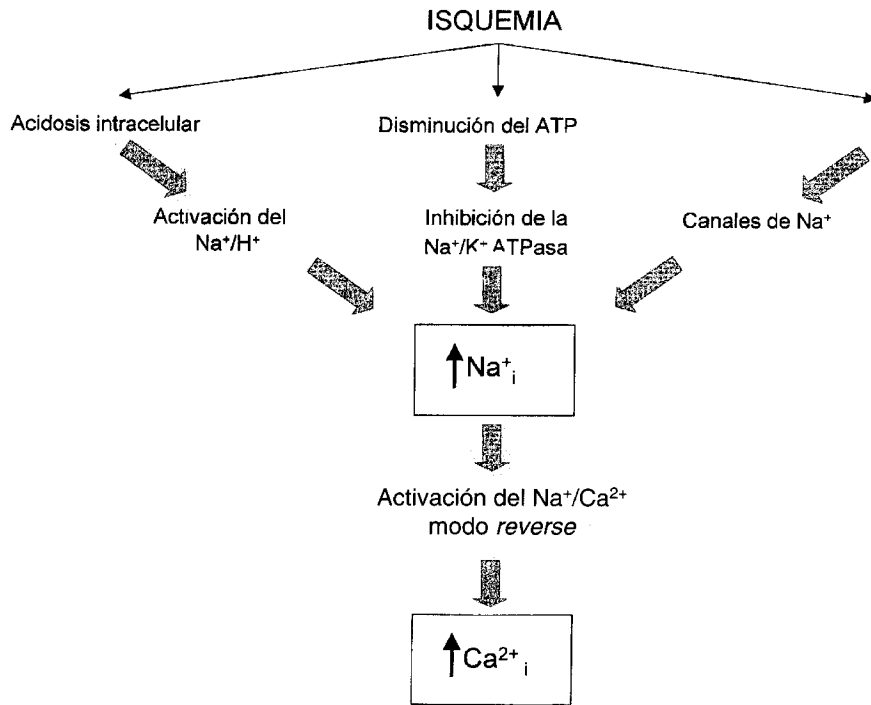 ISQUEMIA
Acidosis intracelular
Disminución del ATP
Activación del
Na⁺/H⁺
Inhibición de la
Na⁺/K⁺ ATPasa
Canales de Na⁺
Na⁺ᵢ
Activación del Na⁺/Ca²⁺
modo reverse
Ca²⁺ᵢ